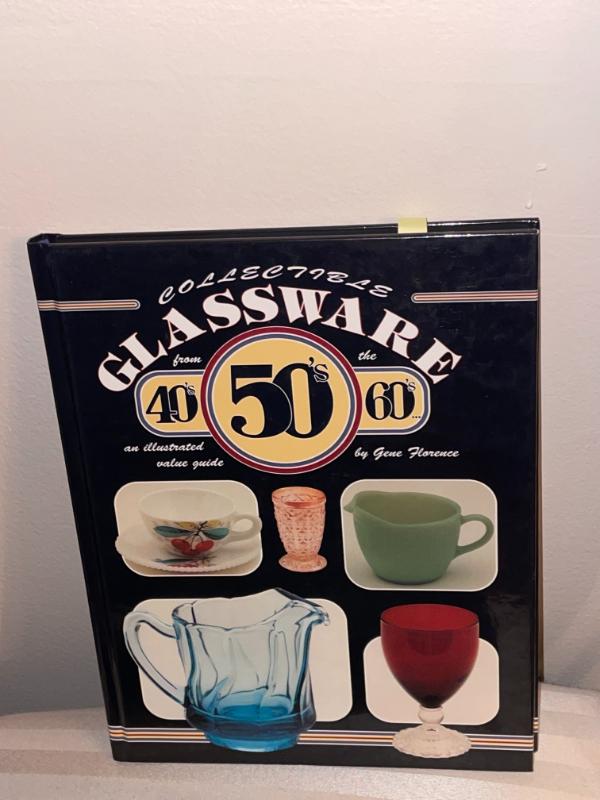 COLLECTIBLE
GLASSWARE
from the
40's 50's 60's...
an illustrated
value guide
by Gene Florence